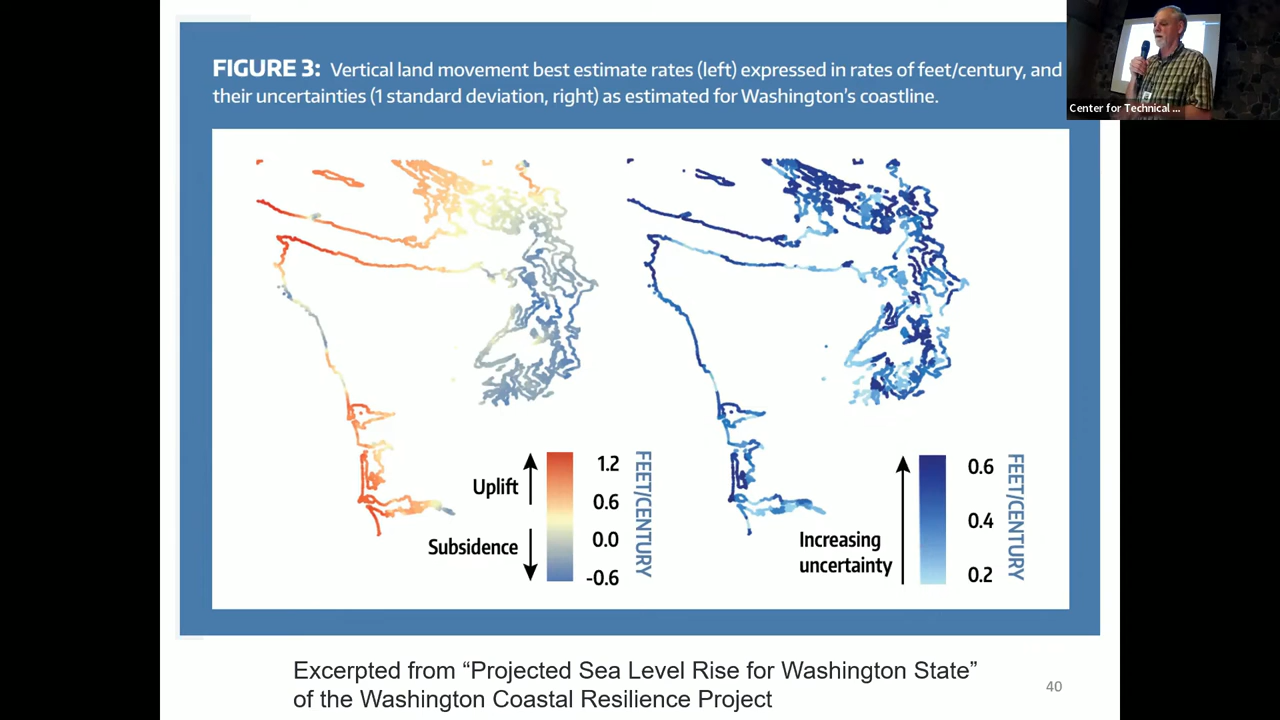 FIGURE 3: Vertical land movement best estimate rates (left) expressed in rates of feet/century, and
their uncertainties (1 standard deviation, right) as estimated for Washington's coastline.
Center for Technical ...
Uplift
Subsidence
1.2
0.6
0.0
-0.6
FEET/CENTURY
Increasing
uncertainty
0.6
0.4
0.2
FEET/CENTURY
Excerpted from “Projected Sea Level Rise for Washington State”
of the Washington Coastal Resilience Project
40